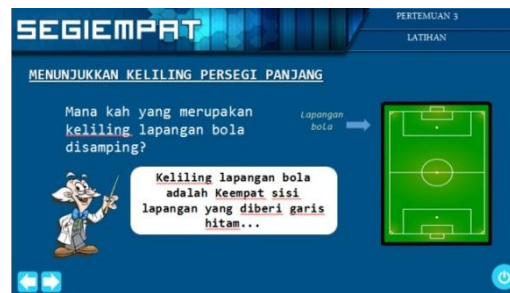 SEGIEMPAT
PERTEMUAN 3
LATIHAN
MENUNJUKKAN KELILING PERSEGI PANJANG
Mana kah yang merupakan
keliling lapangan bola
disamping?
Lapangan
bola
Keliling lapangan bola
adalah Keempat sisi
lapangan yang diberi garis
hitam...